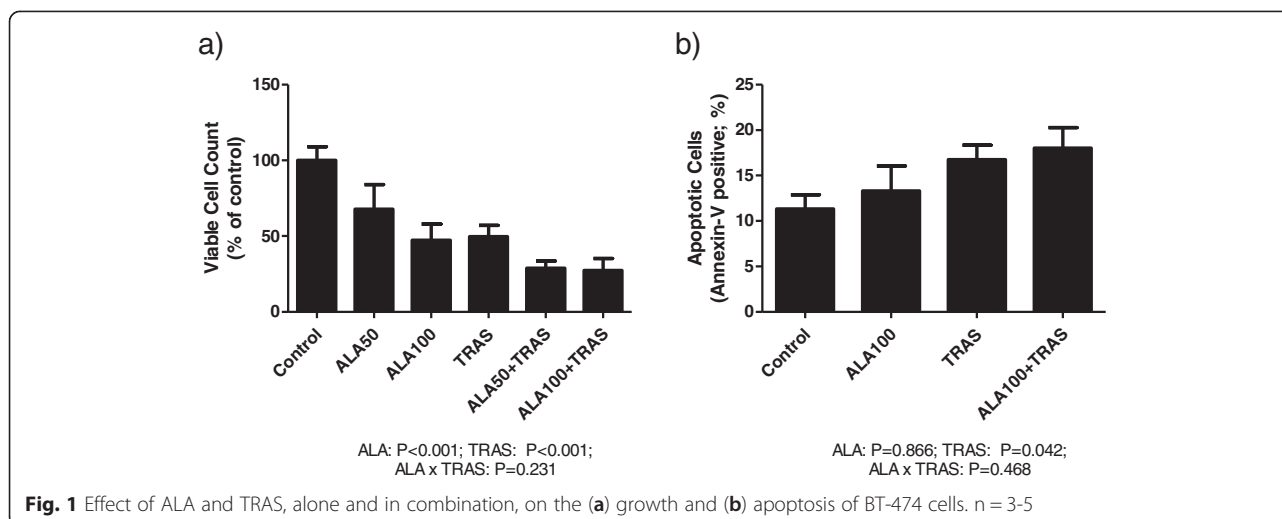 a)
Viable Cell Count
(% of control)
150
100
50
0
Control
ALA50
ALA100
TRAS
ALA50+TRAS
ALA100+TRAS
ALA: P<0.001; TRAS: P<0.001;
ALA x TRAS: P=0.231
b)
Apoptotic Cells
(Annexin-V positive; %)
25
20
15
10
5
0
Control
ALA100
TRAS
ALA100+TRAS
ALA: P=0.866; TRAS: P=0.042;
ALA x TRAS: P=0.468
Fig. 1 Effect of ALA and TRAS, alone and in combination, on the (a) growth and (b) apoptosis of BT-474 cells. n = 3-5